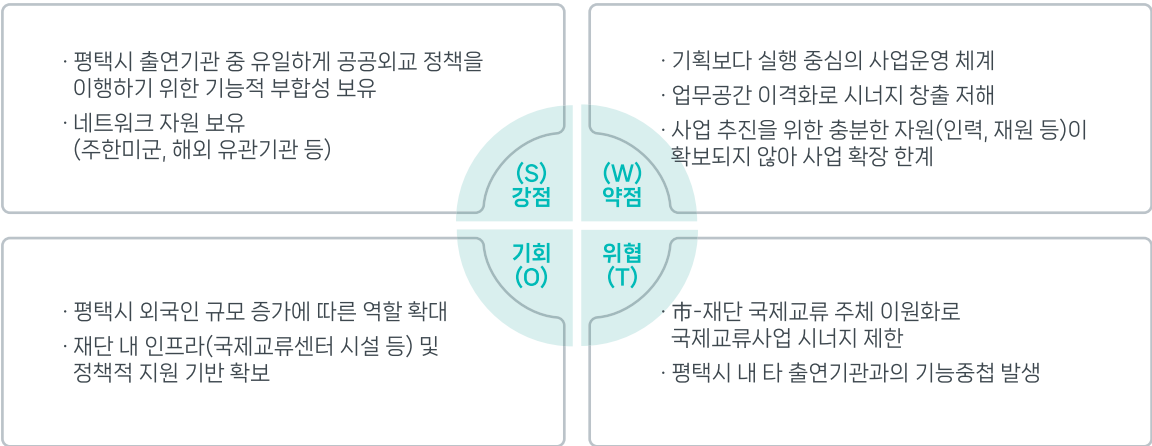 · 평택시 출연기관 중 유일하게 공공외교 정책을
이행하기 위한 기능적 부합성 보유
· 네트워크 자원 보유
(주한미군, 해외 유관기관 등)
(S)
강점
· 기획보다 실행 중심의 사업운영 체계
· 업무공간 이격화로 시너지 창출 저해
· 사업 추진을 위한 충분한 자원(인력, 재원 등)이
확보되지 않아 사업 확장 한계
(W)
약점
기회
(O)
· 평택시 외국인 규모 증가에 따른 역할 확대
· 재단 내 인프라(국제교류센터 시설 등) 및
정책적 지원 기반 확보
위협
(T)
· 市-재단 국제교류 주체 이원화로
국제교류사업 시너지 제한
· 평택시 내 타 출연기관과의 기능중첩 발생